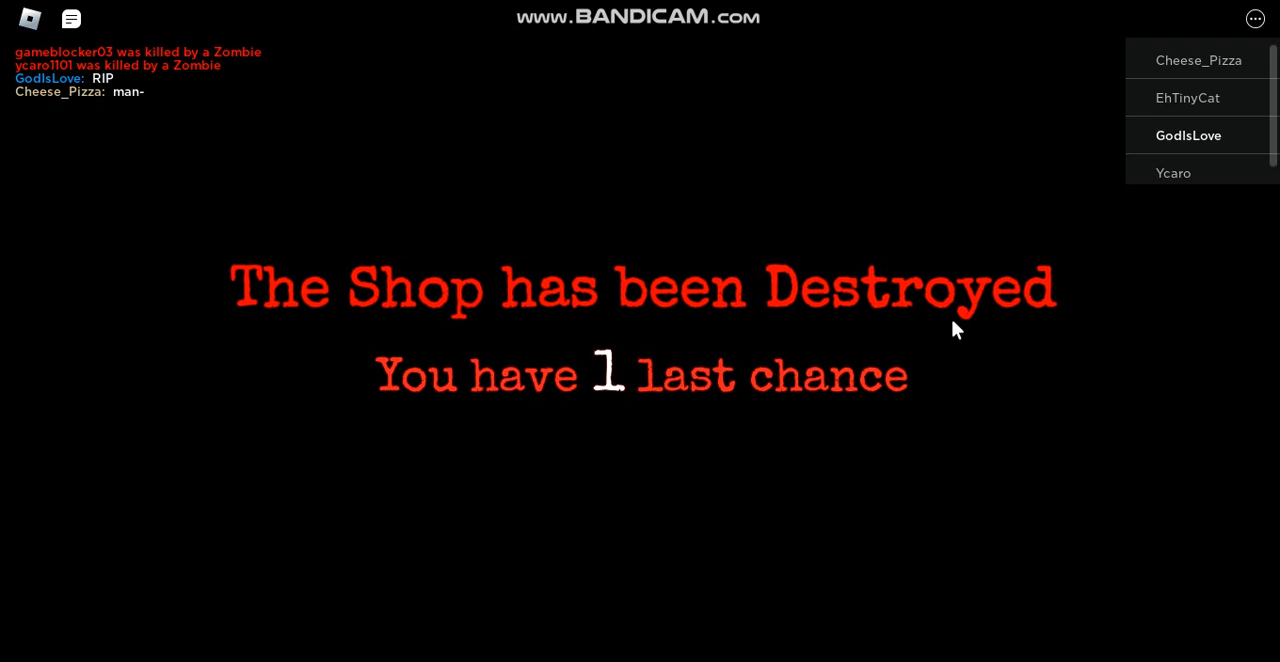 www.BANDICAM.com
gameblocker03 was killed by a Zombie
ycaro1101 was killed by a Zombie
GodIsLove: RIP
Cheese_Pizza: man-
Cheese_Pizza
EhTinyCat
GodIsLove
Ycaro
The Shop has been Destroyed
You have 1 last chance